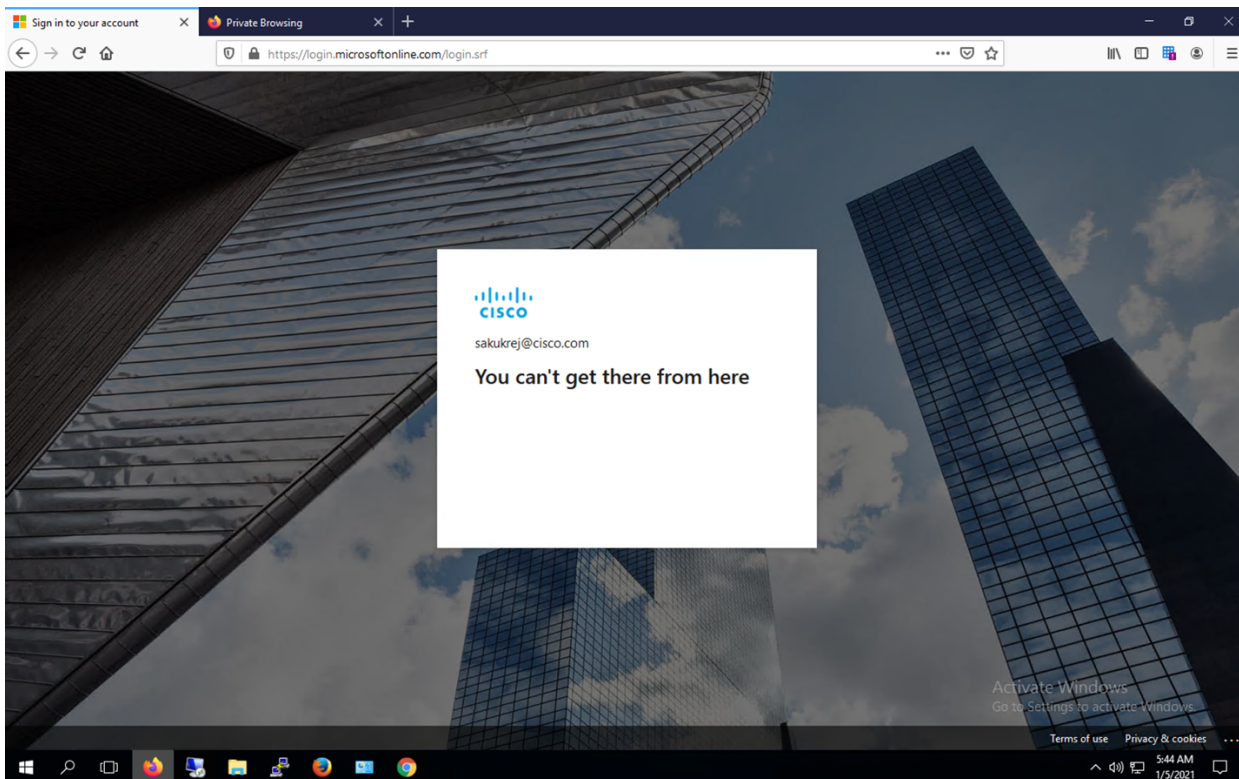 Sign in to your account
Private Browsing
https://login.microsoftonline.com/login.srf
CISCO
sakukrej@cisco.com
You can't get there from here
Activate Windows
Go to Settings to activate Windows.
Terms of use Privacy & cookies ...
5:44 AM
1/5/2021